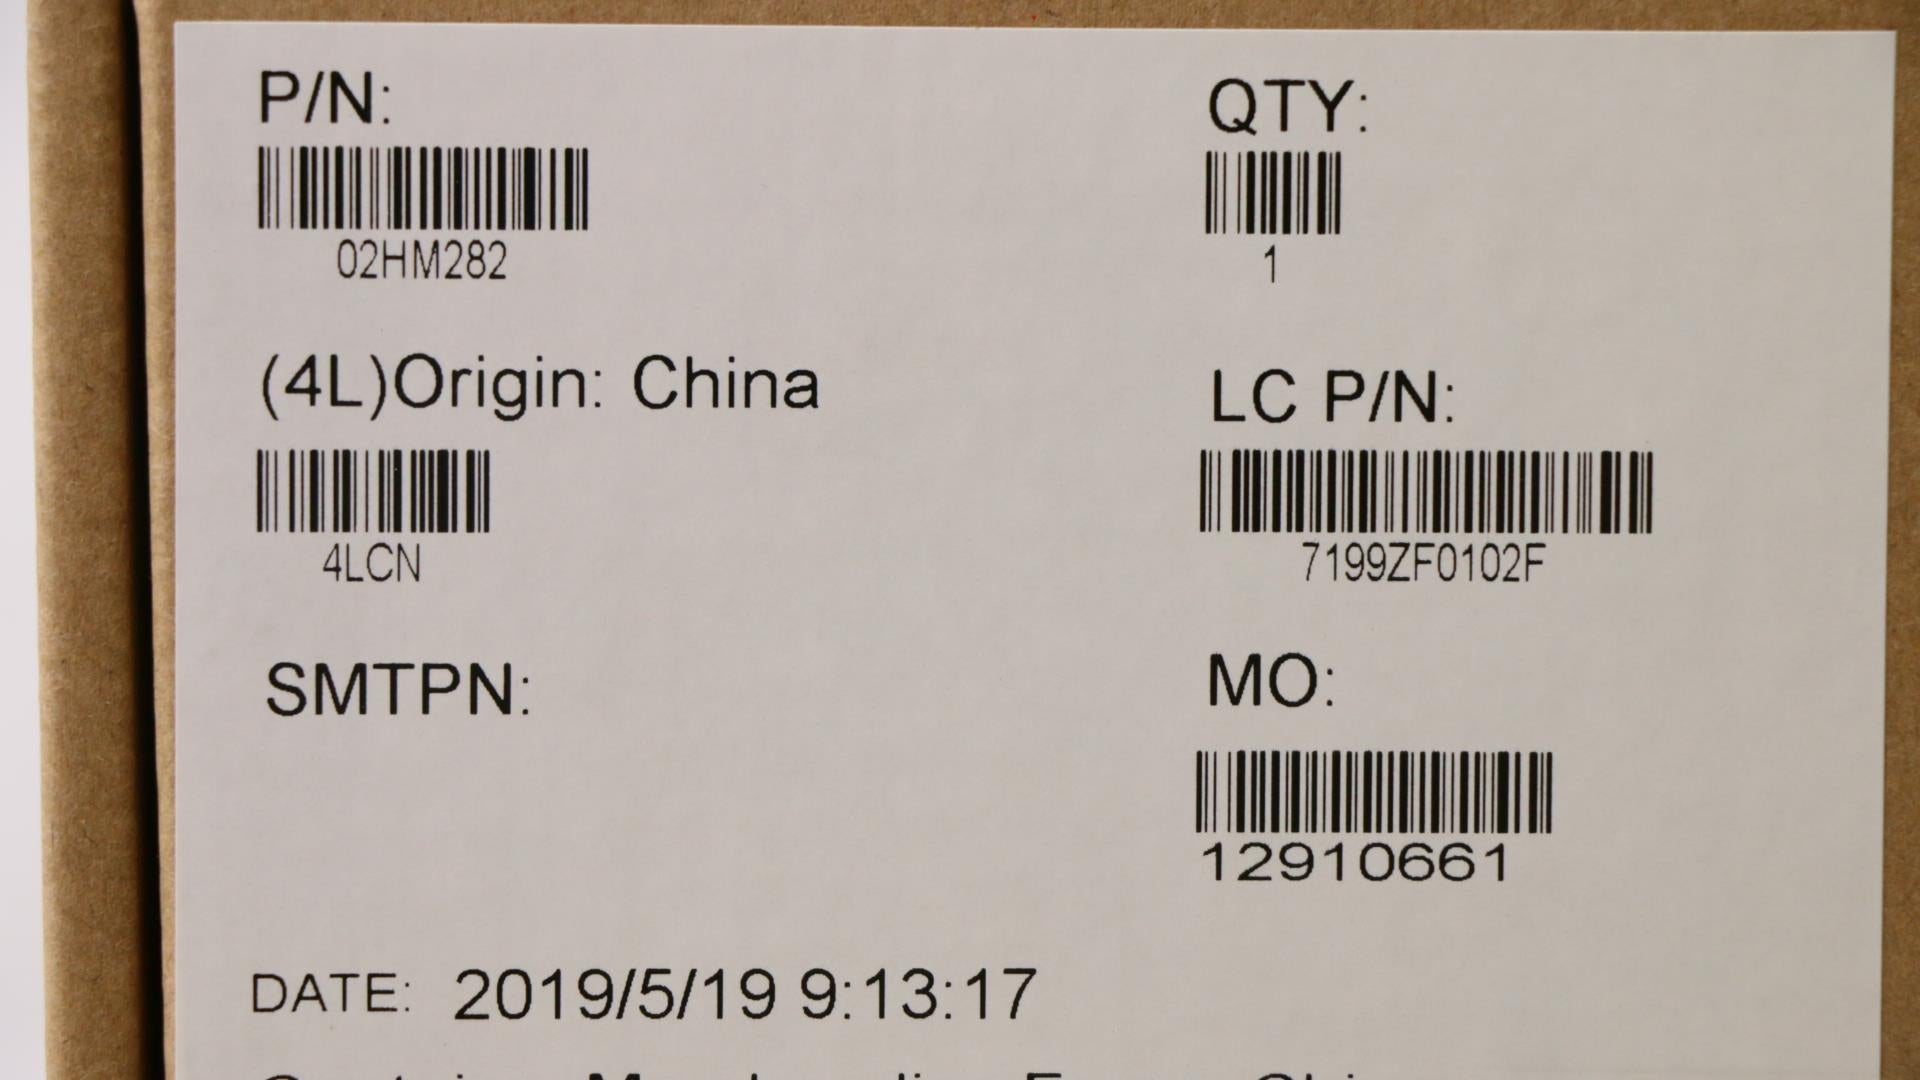 P/N:
02HM282
QTY:
1
(4L)Origin: China
4LCN
LC P/N:
7199ZF0102F
SMTPN:
MO:
12910661
DATE: 2019/5/19 9:13:17